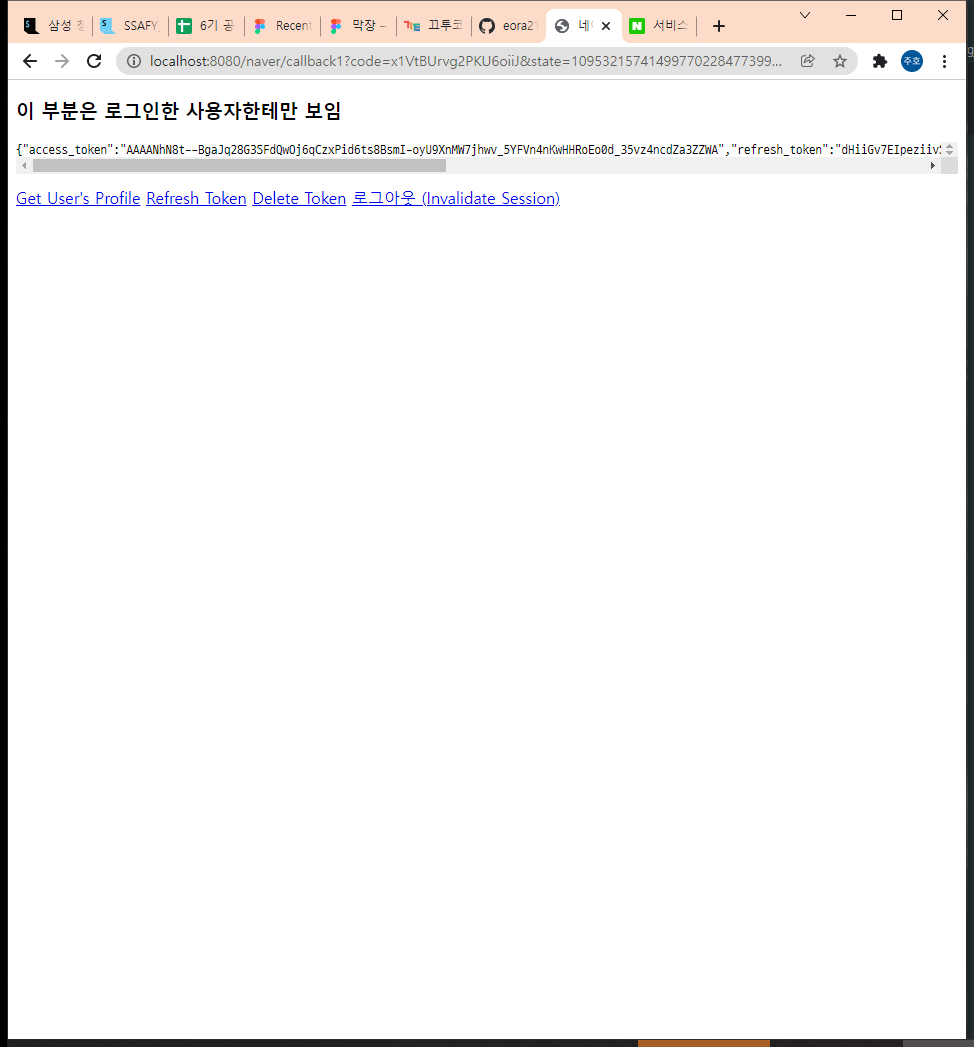 삼성 청
SSAFY
6기 공
Recent
막장 -
끄투코
eora21
네이
서비스
localhost:8080/naver/callback1?code=x1VtBUrvg2PKU6oiiJ&state=10953215741499770228477399...
주호
이 부분은 로그인한 사용자한테만 보임
{"access_token":"AAAANhN8t--BgaJq28G3SFdQwOj6qCzxPid6ts8BsmI-oyU9XnMW7jhwv_5YFVn4nKwHHRoEo0d_35vz4ncdZa3ZZWA","refresh_token":"dHiiGv7EIpeziiv
Get User's Profile Refresh Token Delete Token 로그아웃 (Invalidate Session)